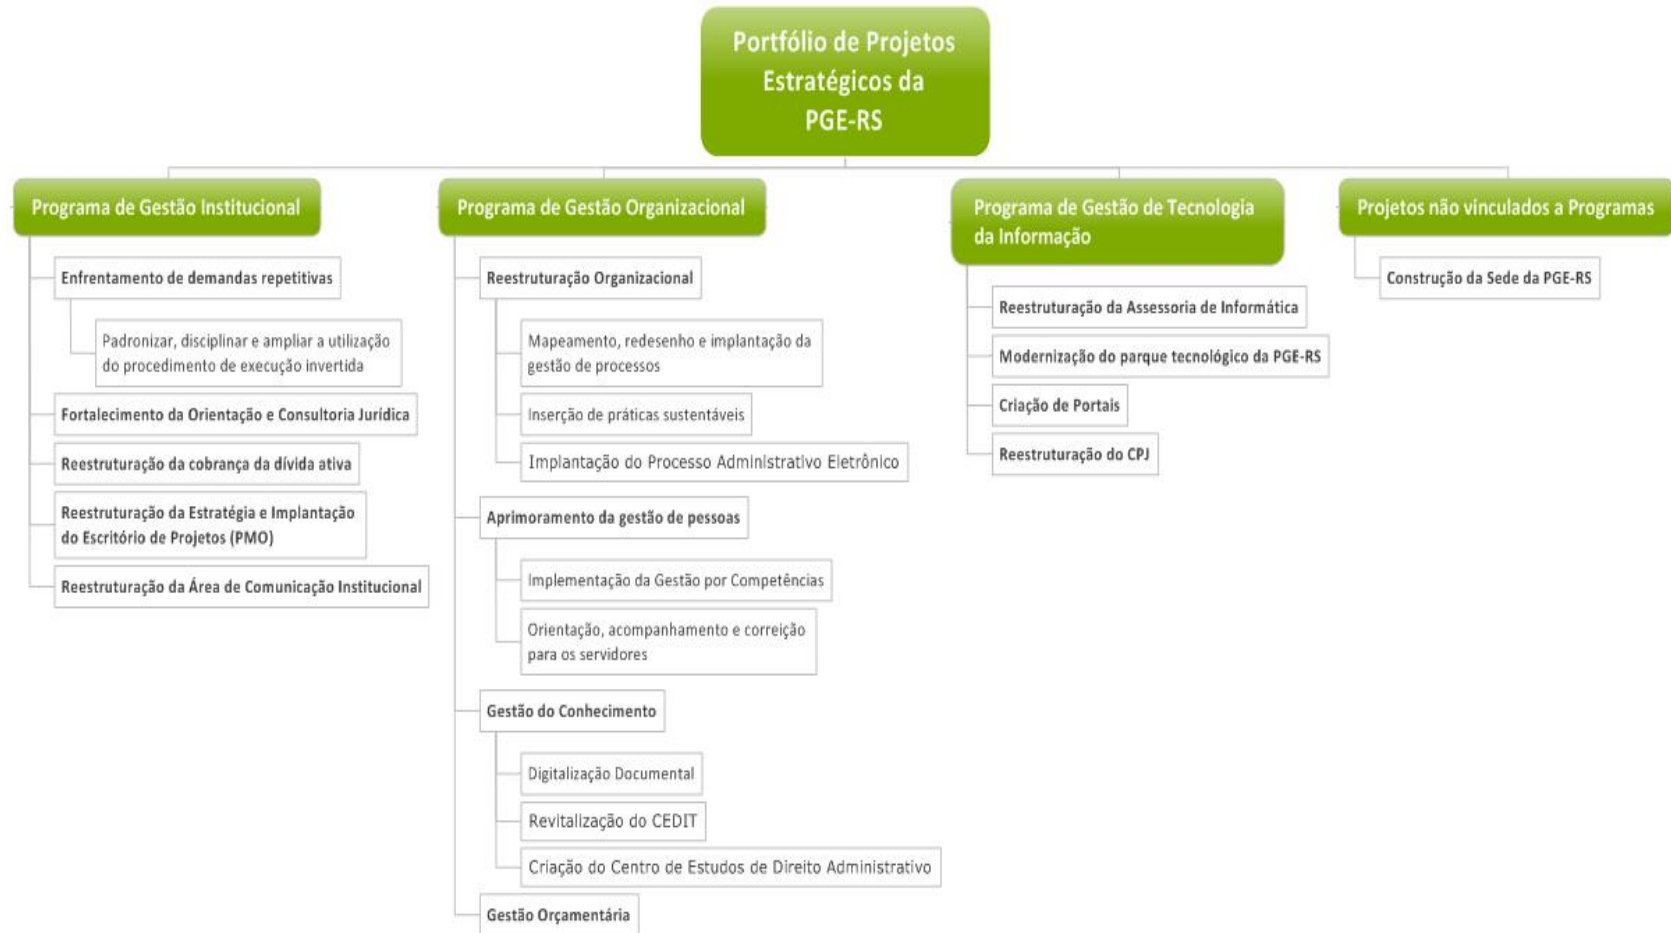 Portfólio de Projetos
Estratégicos da
PGE-RS
Programa de Gestão Institucional
Enfrentamento de demandas repetitivas
Padronizar, disciplinar e ampliar a utilização
do procedimento de execução invertida
Fortalecimento da Orientação e Consultoria Jurídica
Reestruturação da cobrança da dívida ativa
Reestruturação da Estratégia e Implantação
do Escritório de Projetos (PMO)
Reestruturação da Área de Comunicação Institucional
Programa de Gestão Organizacional
Reestruturação Organizacional
Mapeamento, redesenho e implantação da
gestão de processos
Inserção de práticas sustentáveis
Implantação do Processo Administrativo Eletrônico
Aprimoramento da gestão de pessoas
Implementação da Gestão por Competências
Orientação, acompanhamento e correição
para os servidores
Gestão do Conhecimento
Digitalização Documental
Revitalização do CEDIT
Criação do Centro de Estudos de Direito Administrativo
Gestão Orçamentária
Programa de Gestão de Tecnologia
da Informação
Reestruturação da Assessoria de Informática
Modernização do parque tecnológico da PGE-RS
Criação de Portais
Reestruturação do CPJ
Projetos não vinculados a Programas
Construção da Sede da PGE-RS